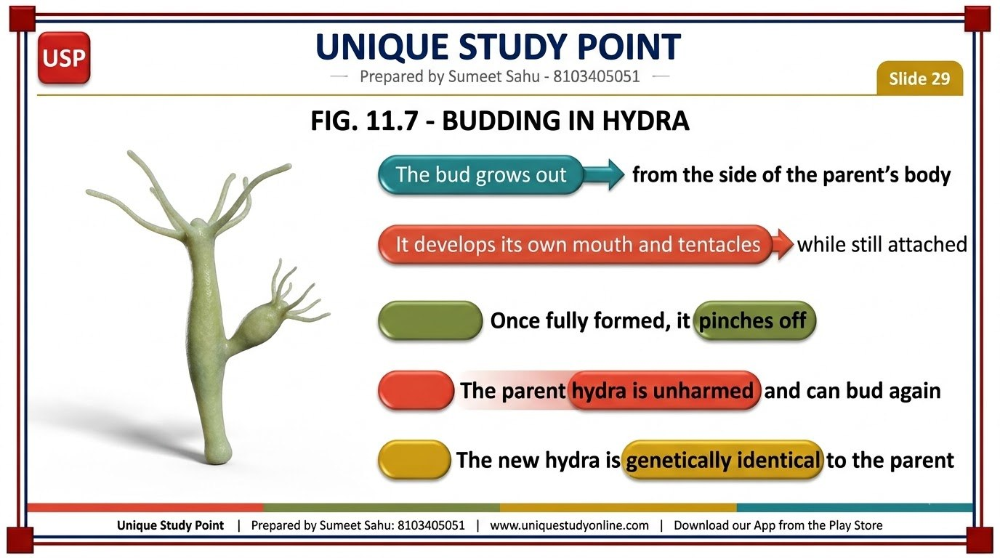 USP
UNIQUE STUDY POINT
Prepared by Sumeet Sahu - 8103405051
Slide 29
FIG. 11.7 - BUDDING IN HYDRA
The bud grows out from the side of the parent's body
It develops its own mouth and tentacles while still attached
Once fully formed, it pinches off
The parent hydra is unharmed and can bud again
The new hydra is genetically identical to the parent
Unique Study Point | Prepared by Sumeet Sahu: 8103405051 | www.uniquestudyonline.com | Download our App from the Play Store